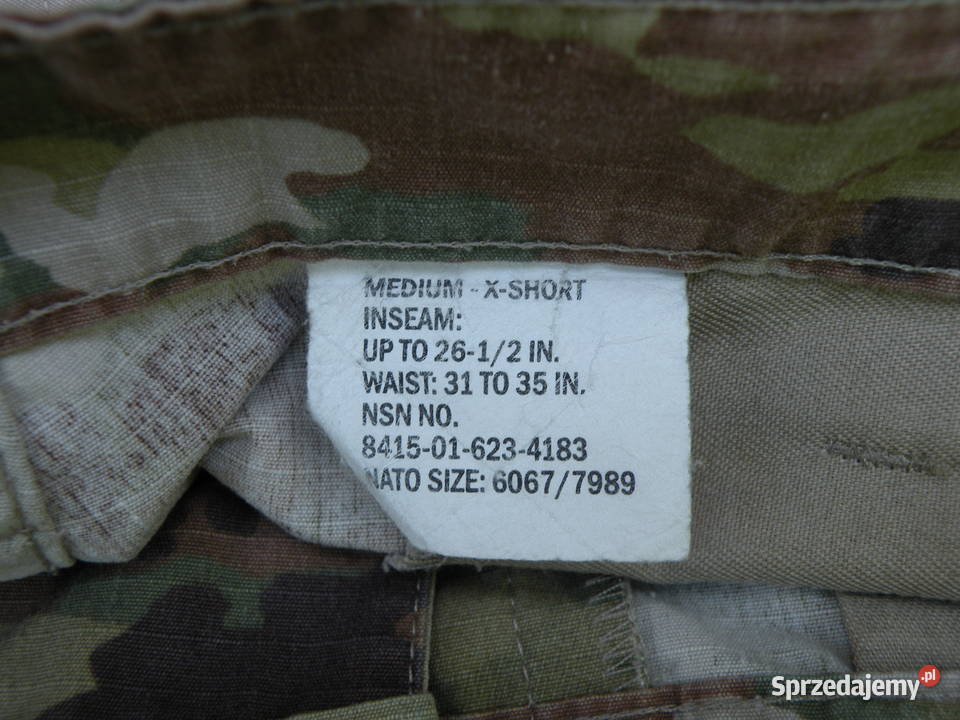 MEDIUM - X-SHORT
INSEAM:
UP TO 26-1/2 IN.
WAIST: 31 TO 35 IN.
NSN NO.
8415-01-623-4183
NATO SIZE: 6067/7989
Sprzedajemy.pl